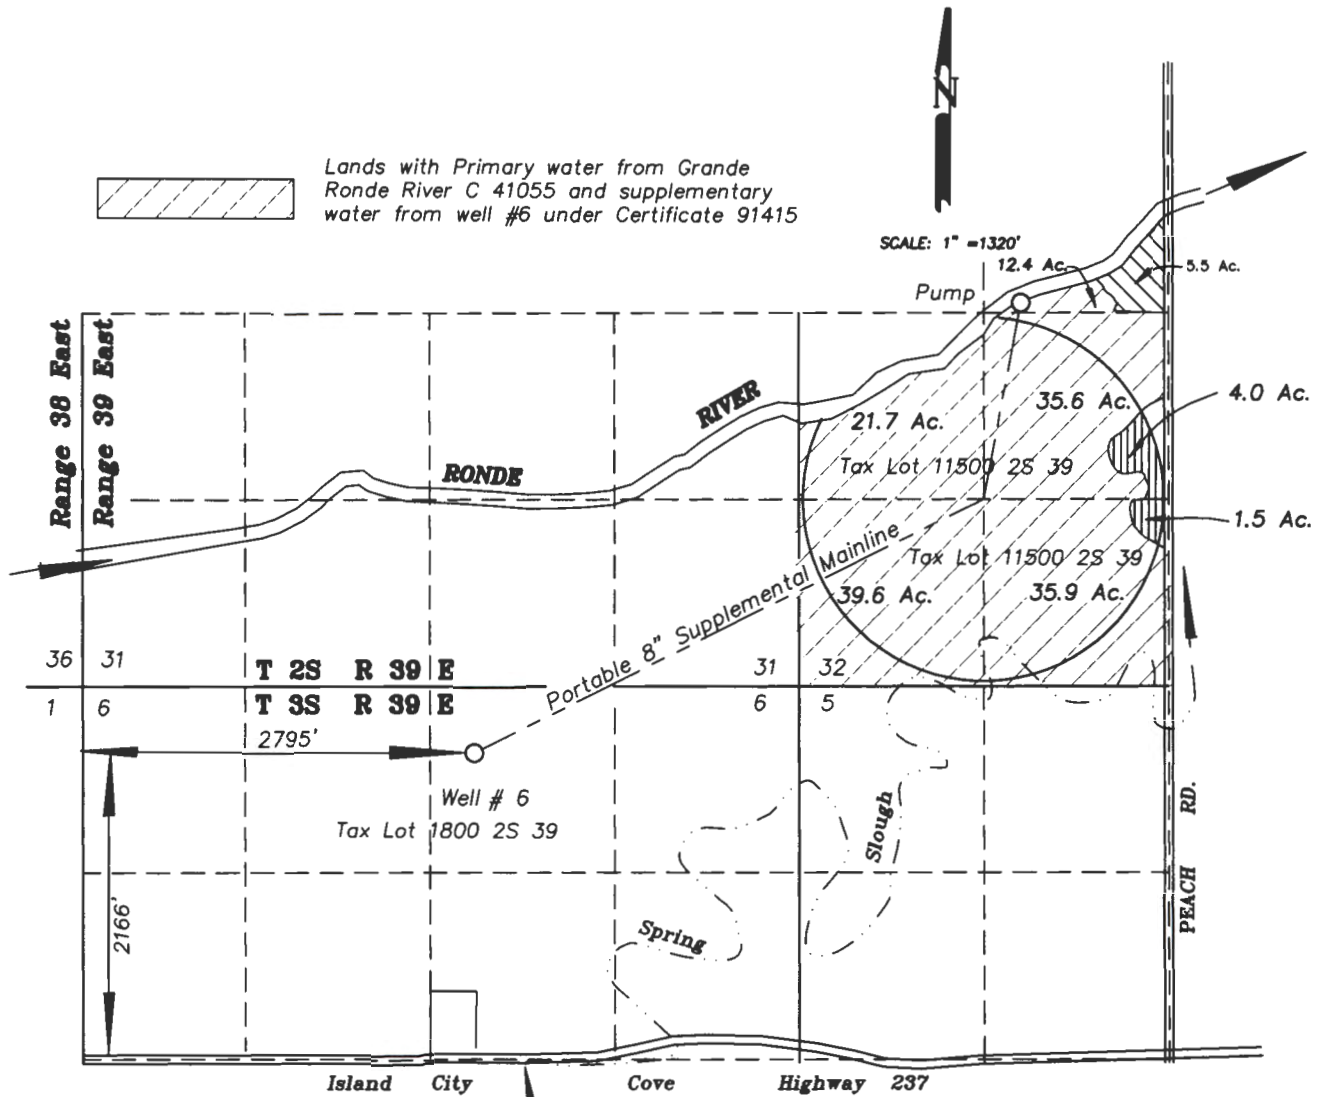 N
Lands with Primary water from Grande
Ronde River C 41055 and supplementary
water from well #6 under Certificate 91415
SCALE: 1" =1320'
12.4 Ac.
5.5 Ac.
Pump
Range 38 East
Range 39 East
RIVER
RONDE
21.7 Ac.
35.6 Ac.
4.0 Ac.
Tax Lot 11500 2S 39
1.5 Ac.
Tax Lot 11500 2S 39
39.6 Ac.
35.9 Ac.
Portable 8" Supplemental Mainline
36 31
T 2S R 39 E
31 32
1 6
T 3S R 39 E
6 5
2795'
Well # 6
Tax Lot 1800 2S 39
2166'
Slough
Spring
PEACH RD.
Island City Cove Highway 237